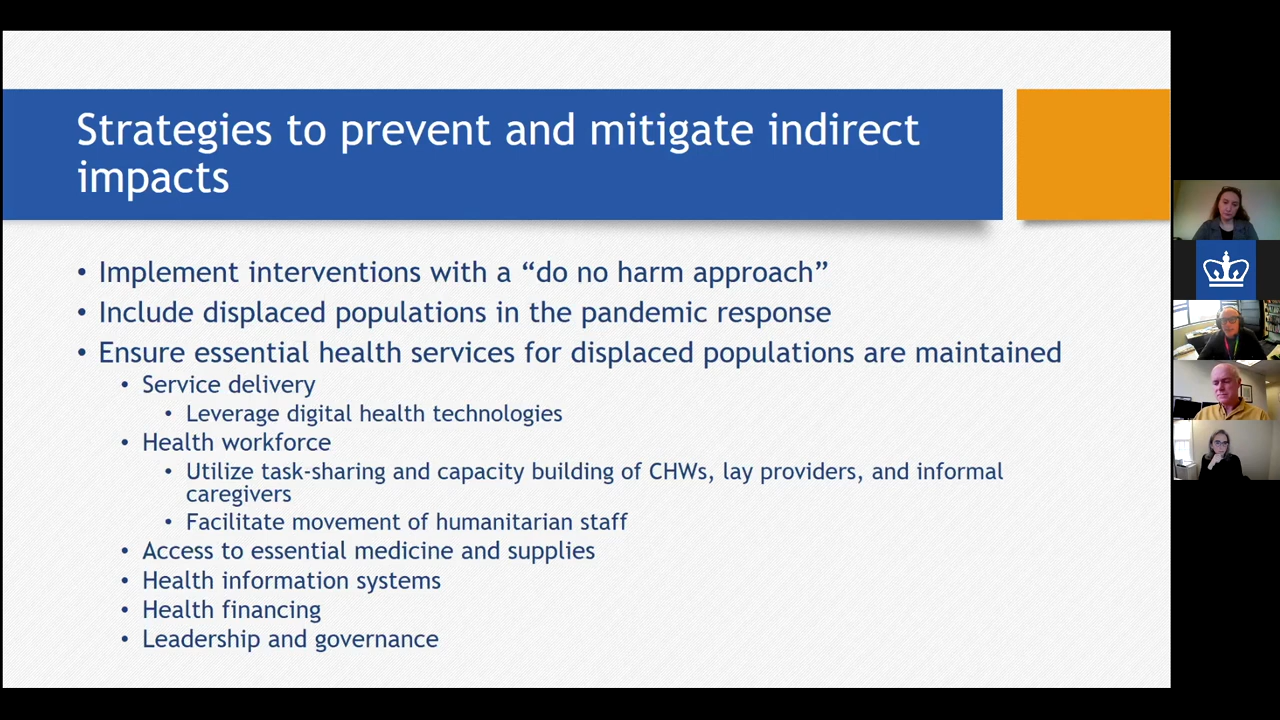 Strategies to prevent and mitigate indirect
impacts
• Implement interventions with a “do no harm approach”
• Include displaced populations in the pandemic response
• Ensure essential health services for displaced populations are maintained
• Service delivery
• Leverage digital health technologies
• Health workforce
• Utilize task-sharing and capacity building of CHWs, lay providers, and informal
caregivers
• Facilitate movement of humanitarian staff
• Access to essential medicine and supplies
• Health information systems
• Health financing
• Leadership and governance